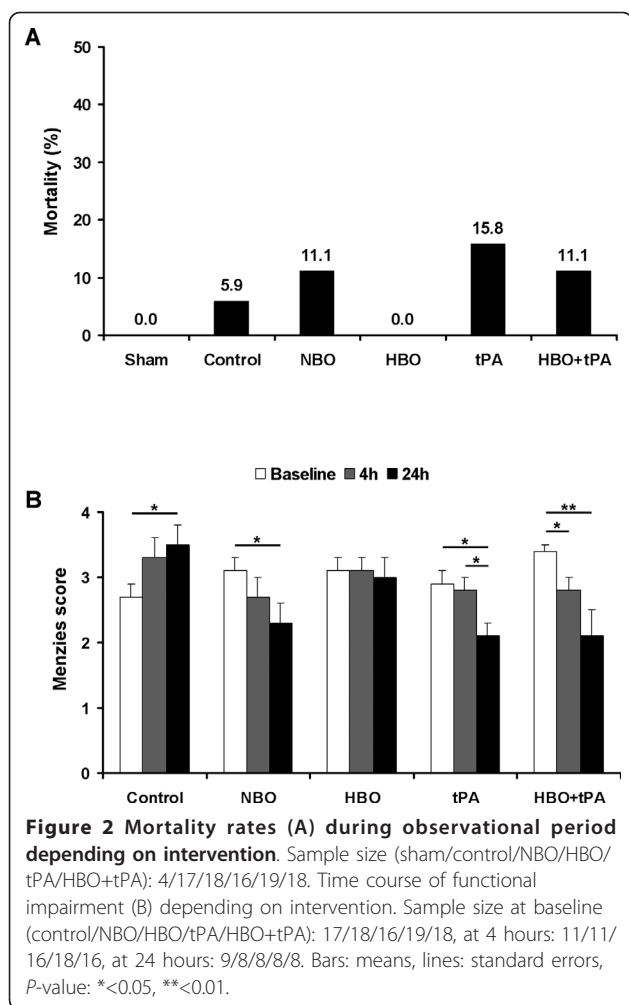 A
50
40
30
20
10
0
Mortality (%)
0.0
5.9
11.1
0.0
15.8
11.1
Sham Control NBO HBO tPA HBO+tPA
Baseline 4h 24h
B
4
3
2
1
0
Menzies score
*
*
*
*
**
*
Control NBO HBO tPA HBO+tPA
Figure 2 Mortality rates (A) during observational period
depending on intervention. Sample size (sham/control/NBO/HBO/
tPA/HBO+tPA): 4/17/18/16/19/18. Time course of functional
impairment (B) depending on intervention. Sample size at baseline
(control/NBO/HBO/tPA/HBO+tPA): 17/18/16/19/18, at 4 hours: 11/11/
16/18/16, at 24 hours: 9/8/8/8/8. Bars: means, lines: standard errors,
P-value: *<0.05, **<0.01.